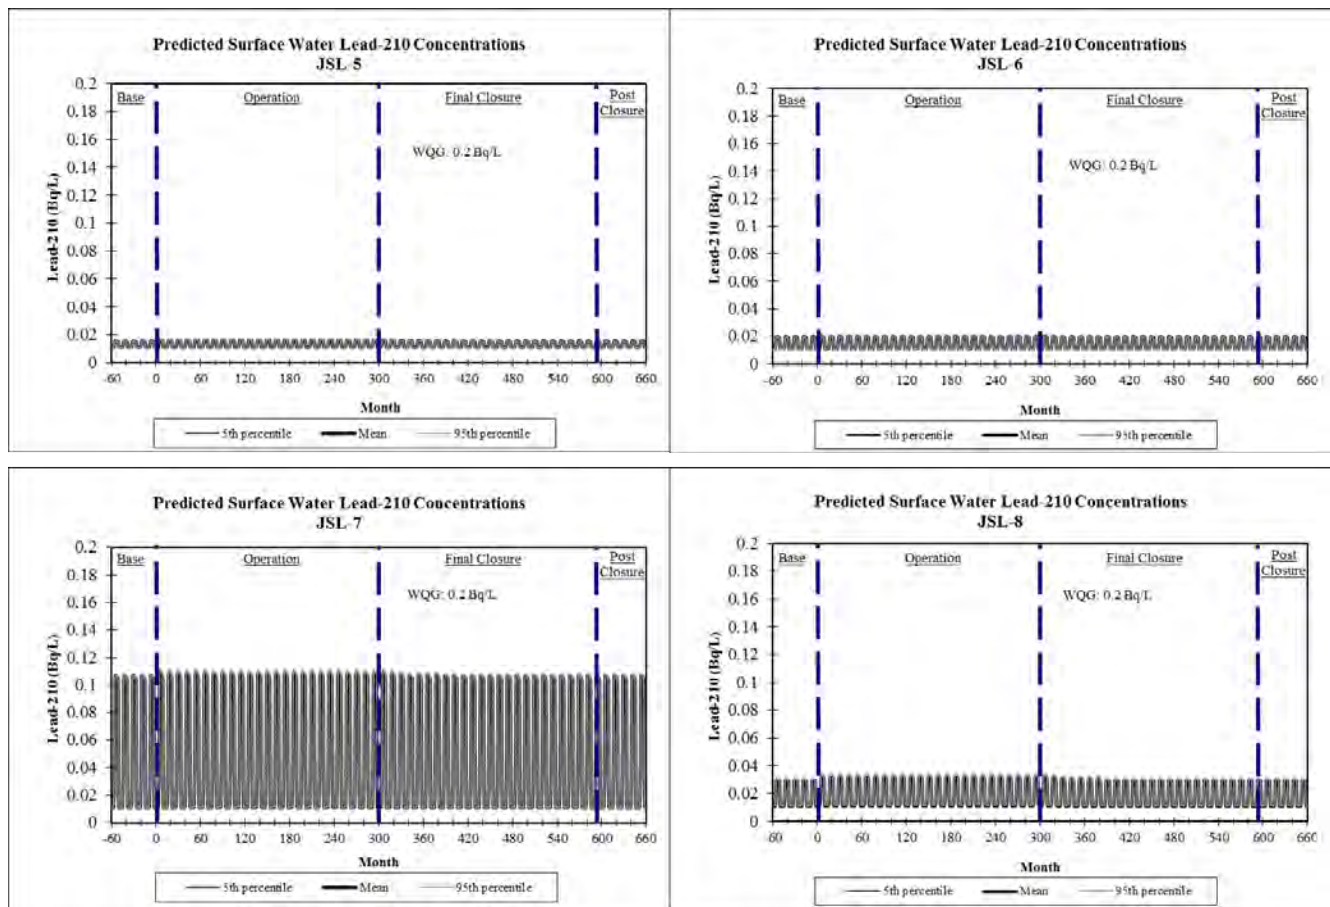 Predicted Surface Water Lead-210 Concentrations
JSL-5
0.2
0.18
0.16
0.14
0.12
0.1
0.08
0.06
0.04
0.02
0
Lead-210 (Bq/L)
Base
Operation
Final Closure
Post
Closure
WQG: 0.2 Bq/L
-60 0 60 120 180 240 300 360 420 480 540 600 660
Month
5th percentile Mean 95th percentile
Predicted Surface Water Lead-210 Concentrations
JSL-6
0.2
0.18
0.16
0.14
0.12
0.1
0.08
0.06
0.04
0.02
0
Lead-210 (Bq/L)
Base
Operation
Final Closure
Post
Closure
WQG: 0.2 Bq/L
-60 0 60 120 180 240 300 360 420 480 540 600 660
Month
5th percentile Mean 95th percentile
Predicted Surface Water Lead-210 Concentrations
JSL-7
0.2
0.18
0.16
0.14
0.12
0.1
0.08
0.06
0.04
0.02
0
Lead-210 (Bq/L)
Base
Operation
Final Closure
Post
Closure
WQG: 0.2 Bq/L
-60 0 60 120 180 240 300 360 420 480 540 600 660
Month
5th percentile Mean 95th percentile
Predicted Surface Water Lead-210 Concentrations
JSL-8
0.2
0.18
0.16
0.14
0.12
0.1
0.08
0.06
0.04
0.02
0
Lead-210 (Bq/L)
Base
Operation
Final Closure
Post
Closure
WQG: 0.2 Bq/L
-60 0 60 120 180 240 300 360 420 480 540 600 660
Month
5th percentile Mean 95th percentile